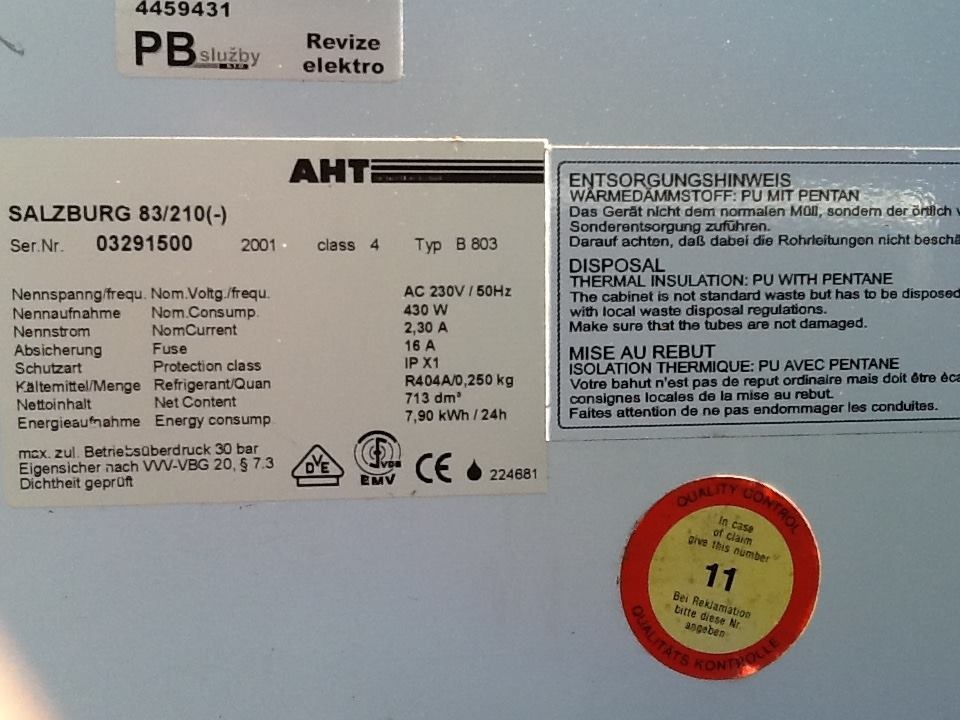 4459431
PB služby
Revize
elektro
AHT
SALZBURG 83/210(-)
Ser.Nr. 03291500 2001 class 4 Typ B 803
Nennspanng/frequ. Nom.Voltg./frequ. AC 230V / 50Hz
Nennaufnahme Nom.Consump. 430 W
Nennstrom NomCurrent 2,30 A
Absicherung Fuse 16 A
Schutzart Protection class IP X1
Kältemittel/Menge Refrigerant/Quan R404A/0,250 kg
Nettoinhalt Net Content 713 dm³
Energieaufnahme Energy consump 7,90 kWh / 24h
max. zul. Betriebsüberdruck 30 bar
Eigensicher nach VVV-VBG 20, § 7.3
Dichtheit geprüft
DVE
VDE
EMV
CE
224681
ENTSORGUNGSHINWEIS
WÄRMEDÄMMSTOFF: PU MIT PENTAN
Das Gerät nicht dem normalen Müll, sondern der örtlich
Sonderentsorgung zuführen.
Darauf achten, daß dabei die Rohrleitungen nicht beschä
DISPOSAL
THERMAL INSULATION: PU WITH PENTANE
The cabinet is not standard waste but has to be disposed
with local waste disposal regulations.
Make sure that the tubes are not damaged.
MISE AU REBUT
ISOLATION THERMIQUE: PU AVEC PENTANE
Votre bahut n'est pas de reput ordinaire mais doit être
consignes locales de la mise au rebut.
Faites attention de ne pas endommager les conduites.
QUALITY CONTROL
In case
of claim
give this number
11
Bei Reklamation
bitte diese Nr.
angeben
QUALITÄTS KONTROLLE